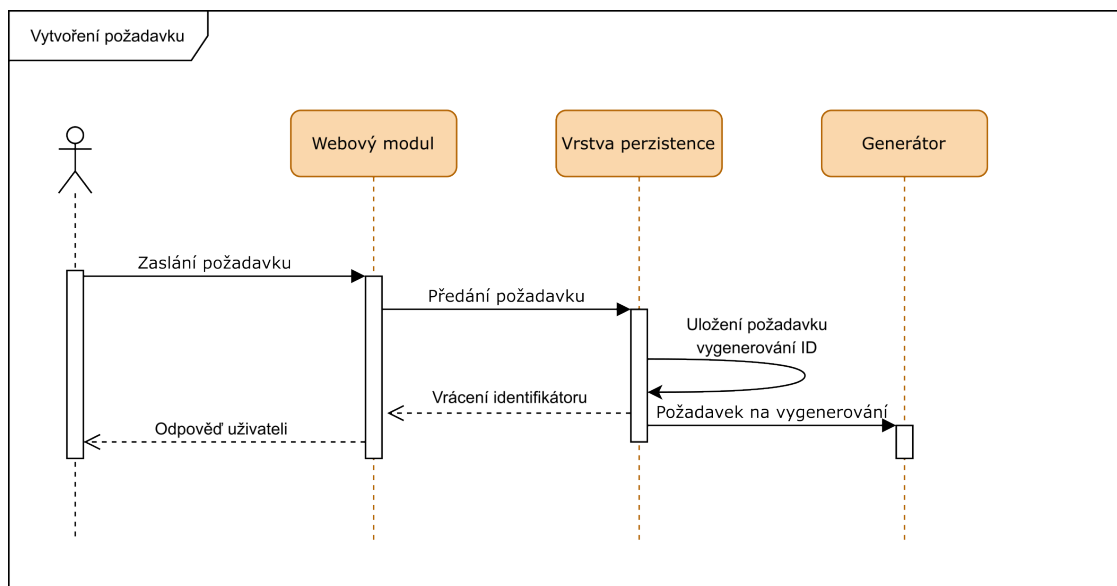 Vytvoření požadavku
Webový modul
Vrstva perzistence
Generátor
Zaslání požadavku
Předání požadavku
Uložení požadavku
vygenerování ID
Vrácení identifikátoru
Požadavek na vygenerování
Odpověď uživateli